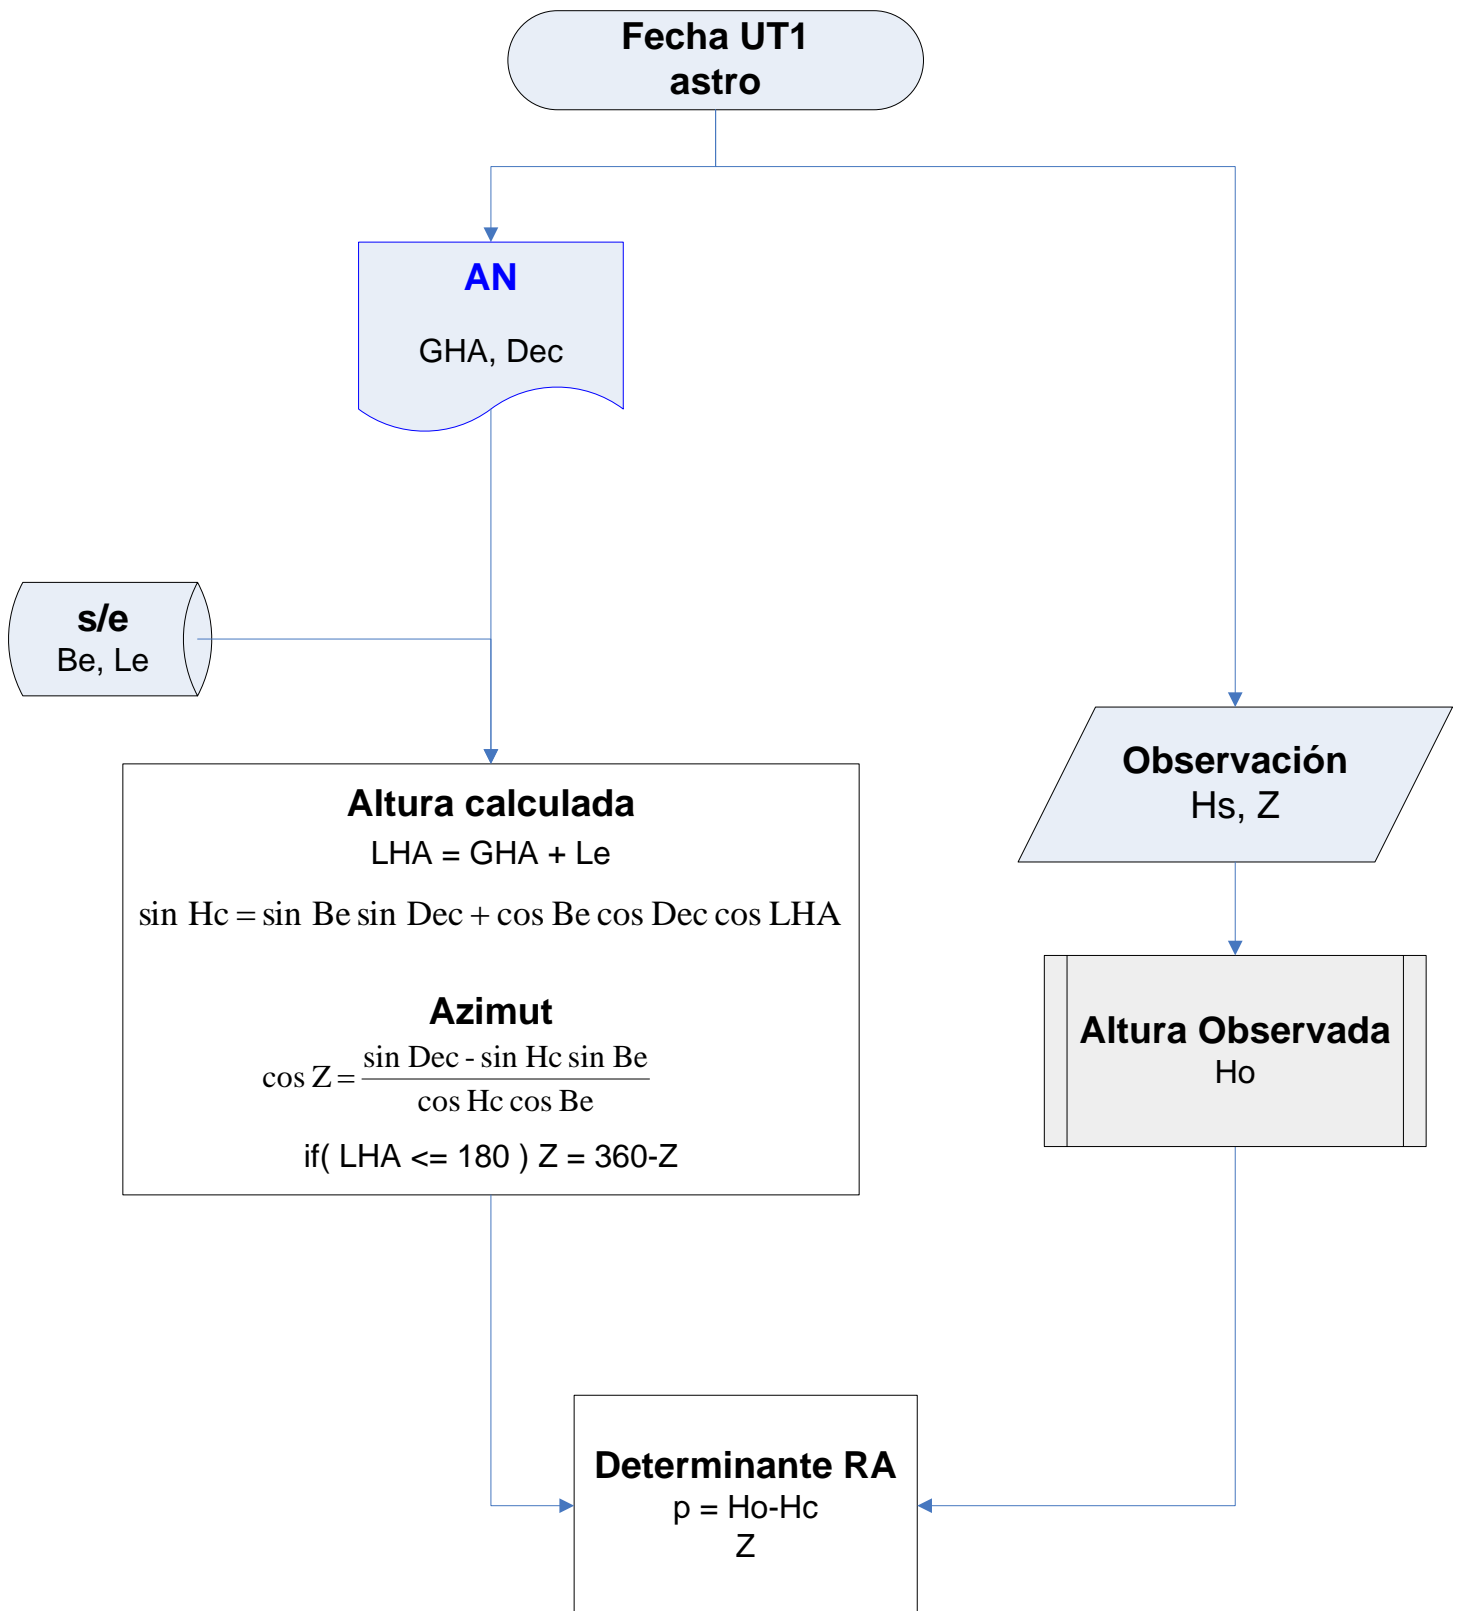 Fecha UT1
astro
AN
GHA, Dec
s/e
Be, Le
Altura calculada
LHA = GHA + Le
sin Hc = sin Be sin Dec + cos Be cos Dec cos LHA
Azimut
cos Z = (sin Dec - sin Hc sin Be) / (cos Hc cos Be)
if( LHA <= 180 ) Z = 360-Z
Observación
Hs, Z
Altura Observada
Ho
Determinante RA
p = Ho-Hc
Z